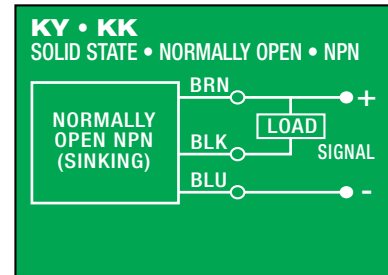 KY • KK
SOLID STATE • NORMALLY OPEN • NPN
BRN
+
NORMALLY
OPEN NPN
(SINKING)
LOAD
BLK
SIGNAL
BLU
-